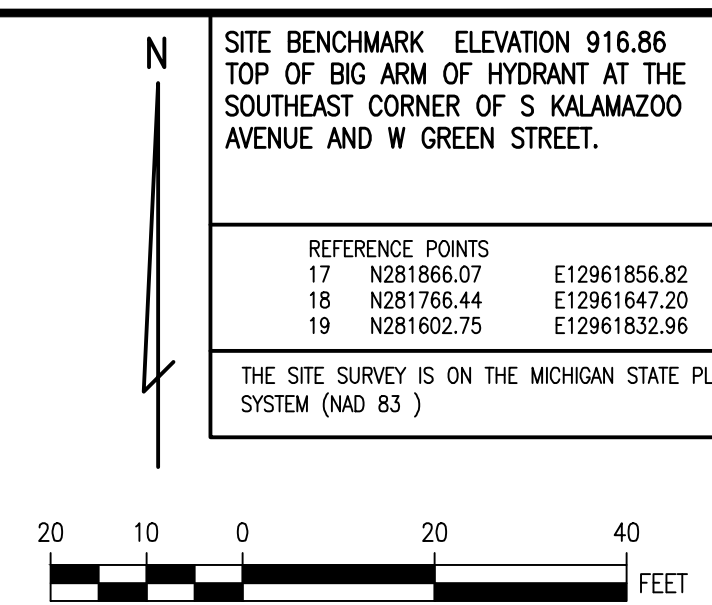 N
SITE BENCHMARK ELEVATION 916.86
TOP OF BIG ARM OF HYDRANT AT THE
SOUTHEAST CORNER OF S KALAMAZOO
AVENUE AND W GREEN STREET.
REFERENCE POINTS
17 N281866.07 E12961856.82
18 N281766.44 E12961647.20
19 N281602.75 E12961832.96
THE SITE SURVEY IS ON THE MICHIGAN STATE PL
SYSTEM (NAD 83 )
20 10 0 20 40
FEET